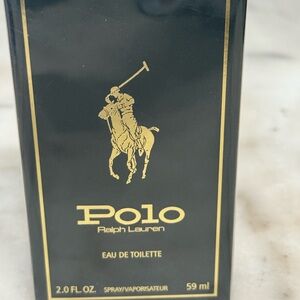 Polo
Ralph Lauren
EAU DE TOILETTE
2.0 FL. OZ. SPRAY/VAPORISATEUR 59 ml